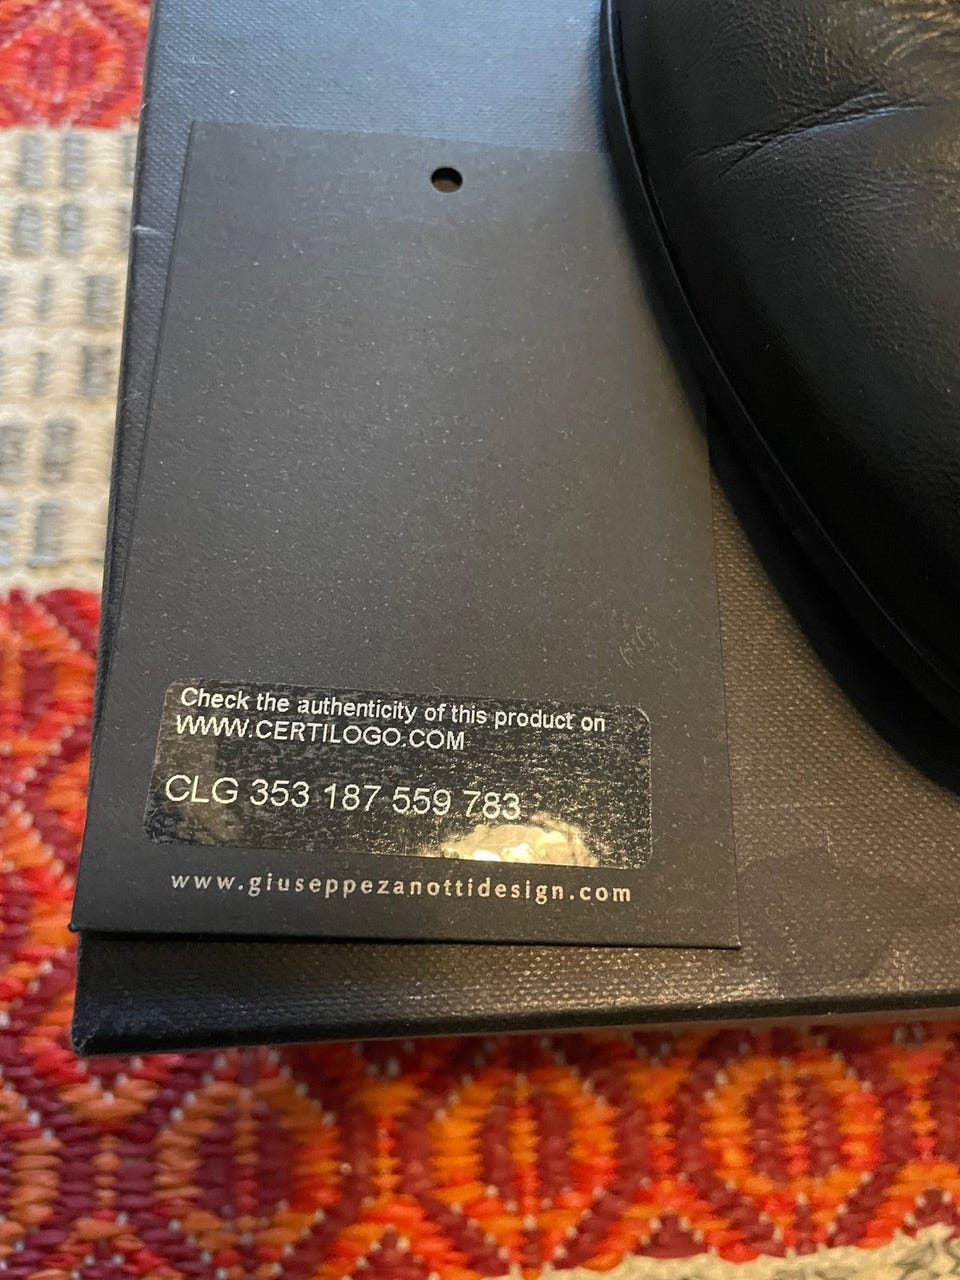 Check the authenticity of this product on
WWW.CERTILOGO.COM
CLG 353 187 559 783
www.giuseppezanottidesign.com